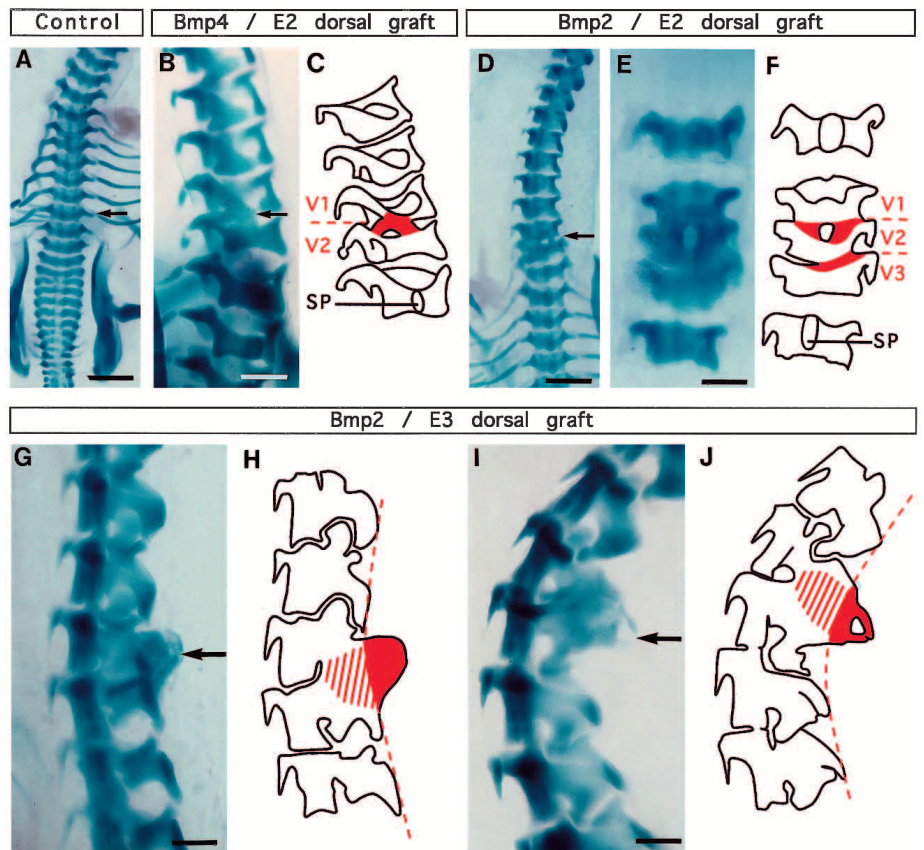 Control
Bmp4 / E2 dorsal graft
Bmp2 / E2 dorsal graft
A
B
C
D
E
F
V1
V2
SP
V1
V2
V3
SP
Bmp2 / E3 dorsal graft
G
H
I
J